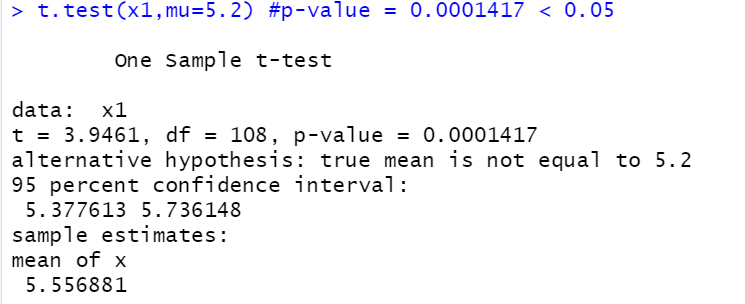 > t.test(x1,mu=5.2) #p-value = 0.0001417 < 0.05
One Sample t-test
data:  x1
t = 3.9461, df = 108, p-value = 0.0001417
alternative hypothesis: true mean is not equal to 5.2
95 percent confidence interval:
5.377613 5.736148
sample estimates:
mean of x
5.556881